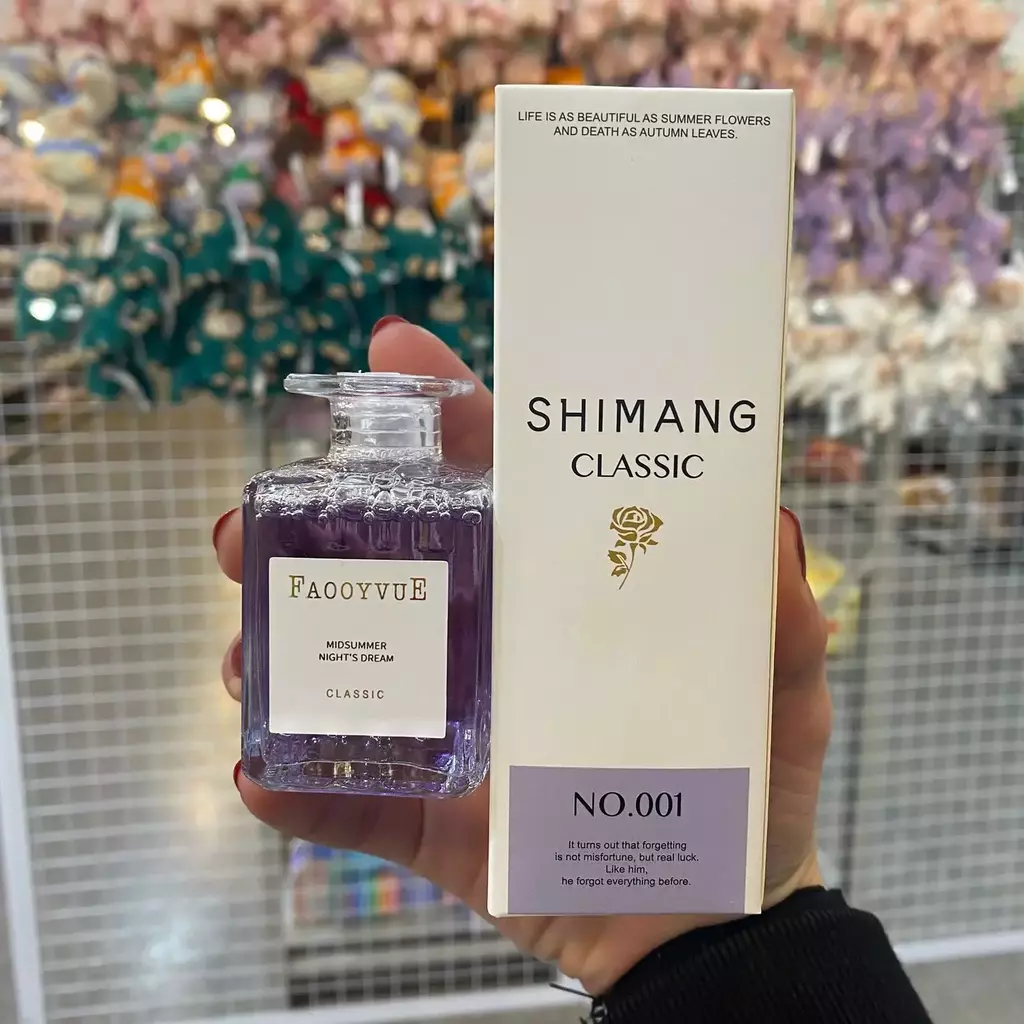 LIFE IS AS BEAUTIFUL AS SUMMER FLOWERS
AND DEATH AS AUTUMN LEAVES.
SHIMANG
CLASSIC
NO.001
It turns out that forgetting
is not misfortune, but real luck.
Like him,
he forgot everything before.
FAOOYVUE
MIDSUMMER
NIGHT'S DREAM
CLASSIC